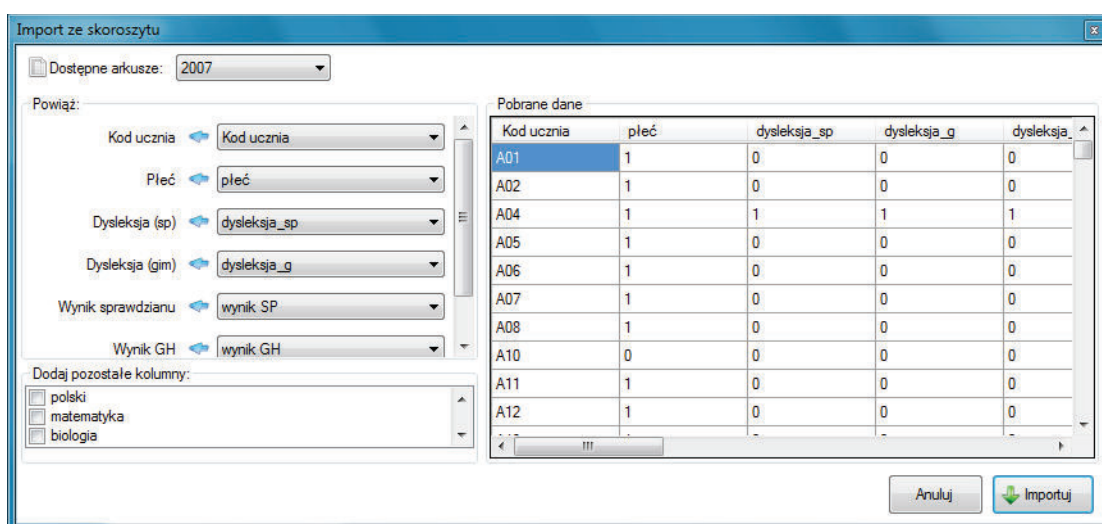 Import ze skoroszytu
Dostępne arkusze: 2007
Powiąż:
Kod ucznia Kod ucznia
Płeć płeć
Dysleksja (sp) dysleksja_sp
Dysleksja (gim) dysleksja_g
Wynik sprawdzianu wynik SP
Wynik GH wynik GH
Dodaj pozostałe kolumny:
polski
matematyka
biologia
Pobrane dane
Kod ucznia płeć dysleksja_sp dysleksja_g dysleksja_
A01 1 0 0 0
A02 1 0 0 0
A04 1 1 1 1
A05 1 0 0 0
A06 1 0 0 0
A07 1 0 0 0
A08 1 0 0 0
A10 0 0 0 0
A11 1 0 0 0
A12 1 0 0 0
Anuluj Importuj